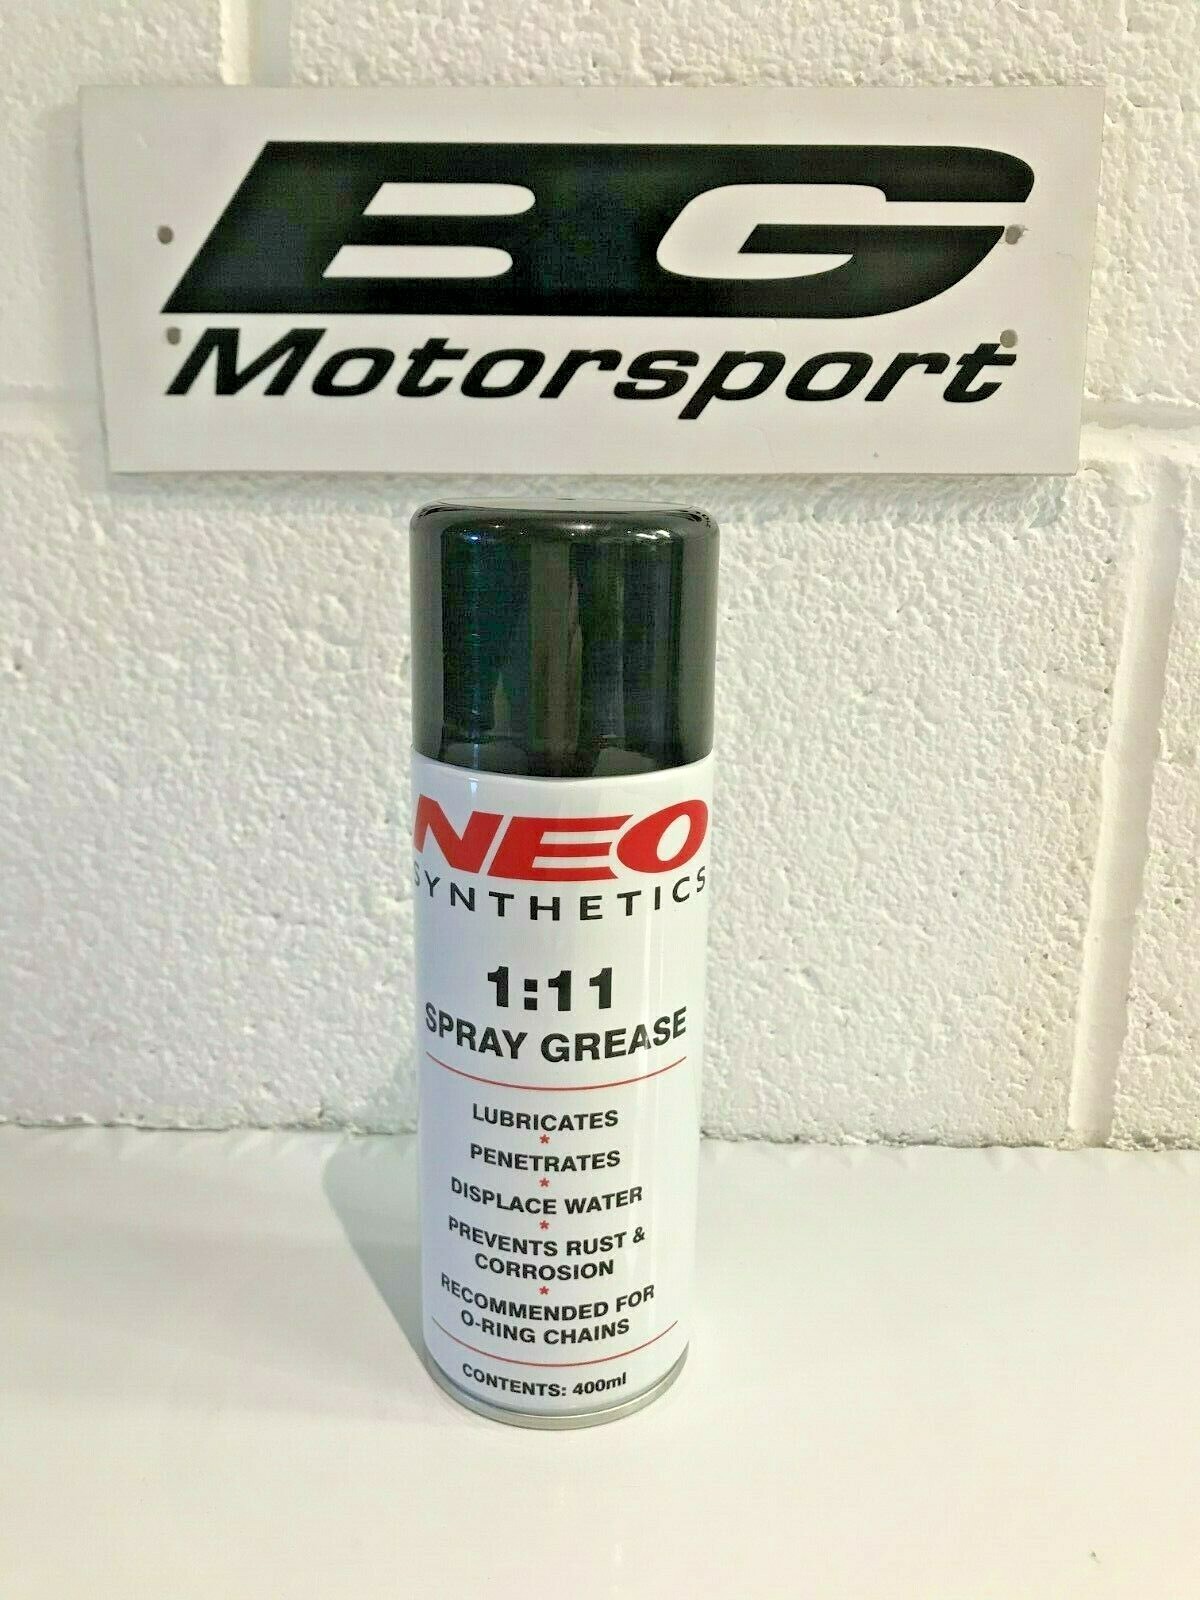 BG
Motorsport
NEO
SYNTHETICS
1:11
SPRAY GREASE
LUBRICATES
*
PENETRATES
*
DISPLACE WATER
*
PREVENTS RUST &
CORROSION
*
RECOMMENDED FOR
O-RING CHAINS
CONTENTS: 400ml